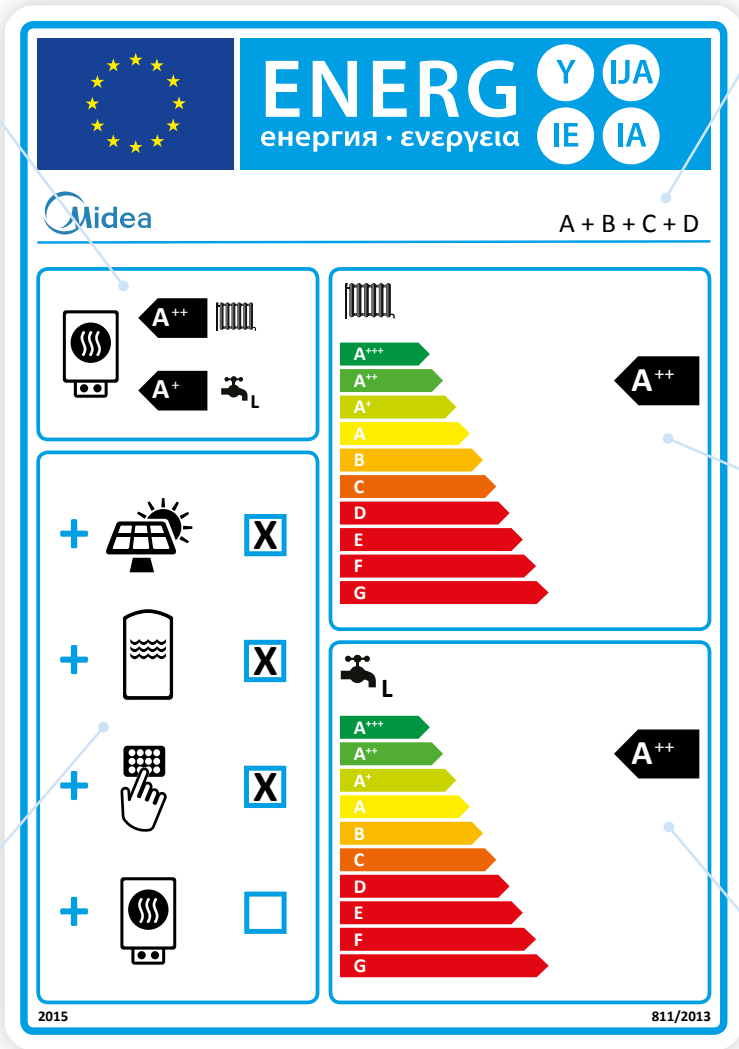 ENERG Y IJA
енергия · ενεργεια IE IA
Midea
A + B + C + D
A++
A+
L
X
X
X
A+++
A++
A+
A
B
C
D
E
F
G
A++
L
A+++
A++
A+
A
B
C
D
E
F
G
A++
2015
811/2013